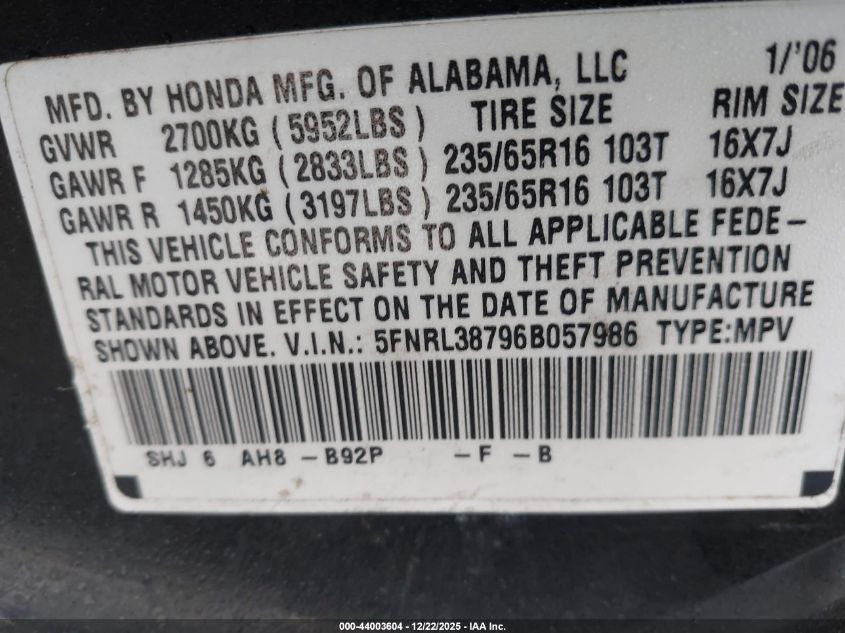 MFD. BY HONDA MFG. OF ALABAMA, LLC 1/'06
GVWR 2700KG (5952LBS) TIRE SIZE RIM SIZE
GAWR F 1285KG (2833LBS) 235/65R16 103T 16X7J
GAWR R 1450KG (3197LBS) 235/65R16 103T 16X7J
THIS VEHICLE CONFORMS TO ALL APPLICABLE FEDE-
RAL MOTOR VEHICLE SAFETY AND THEFT PREVENTION
STANDARDS IN EFFECT ON THE DATE OF MANUFACTURE
SHOWN ABOVE. V.I.N.: 5FNRL38796B057986 TYPE:MPV
SHJ 6 AH8 -B92P -F -B
000-44003604 • 12/22/2025 - IAA Inc.